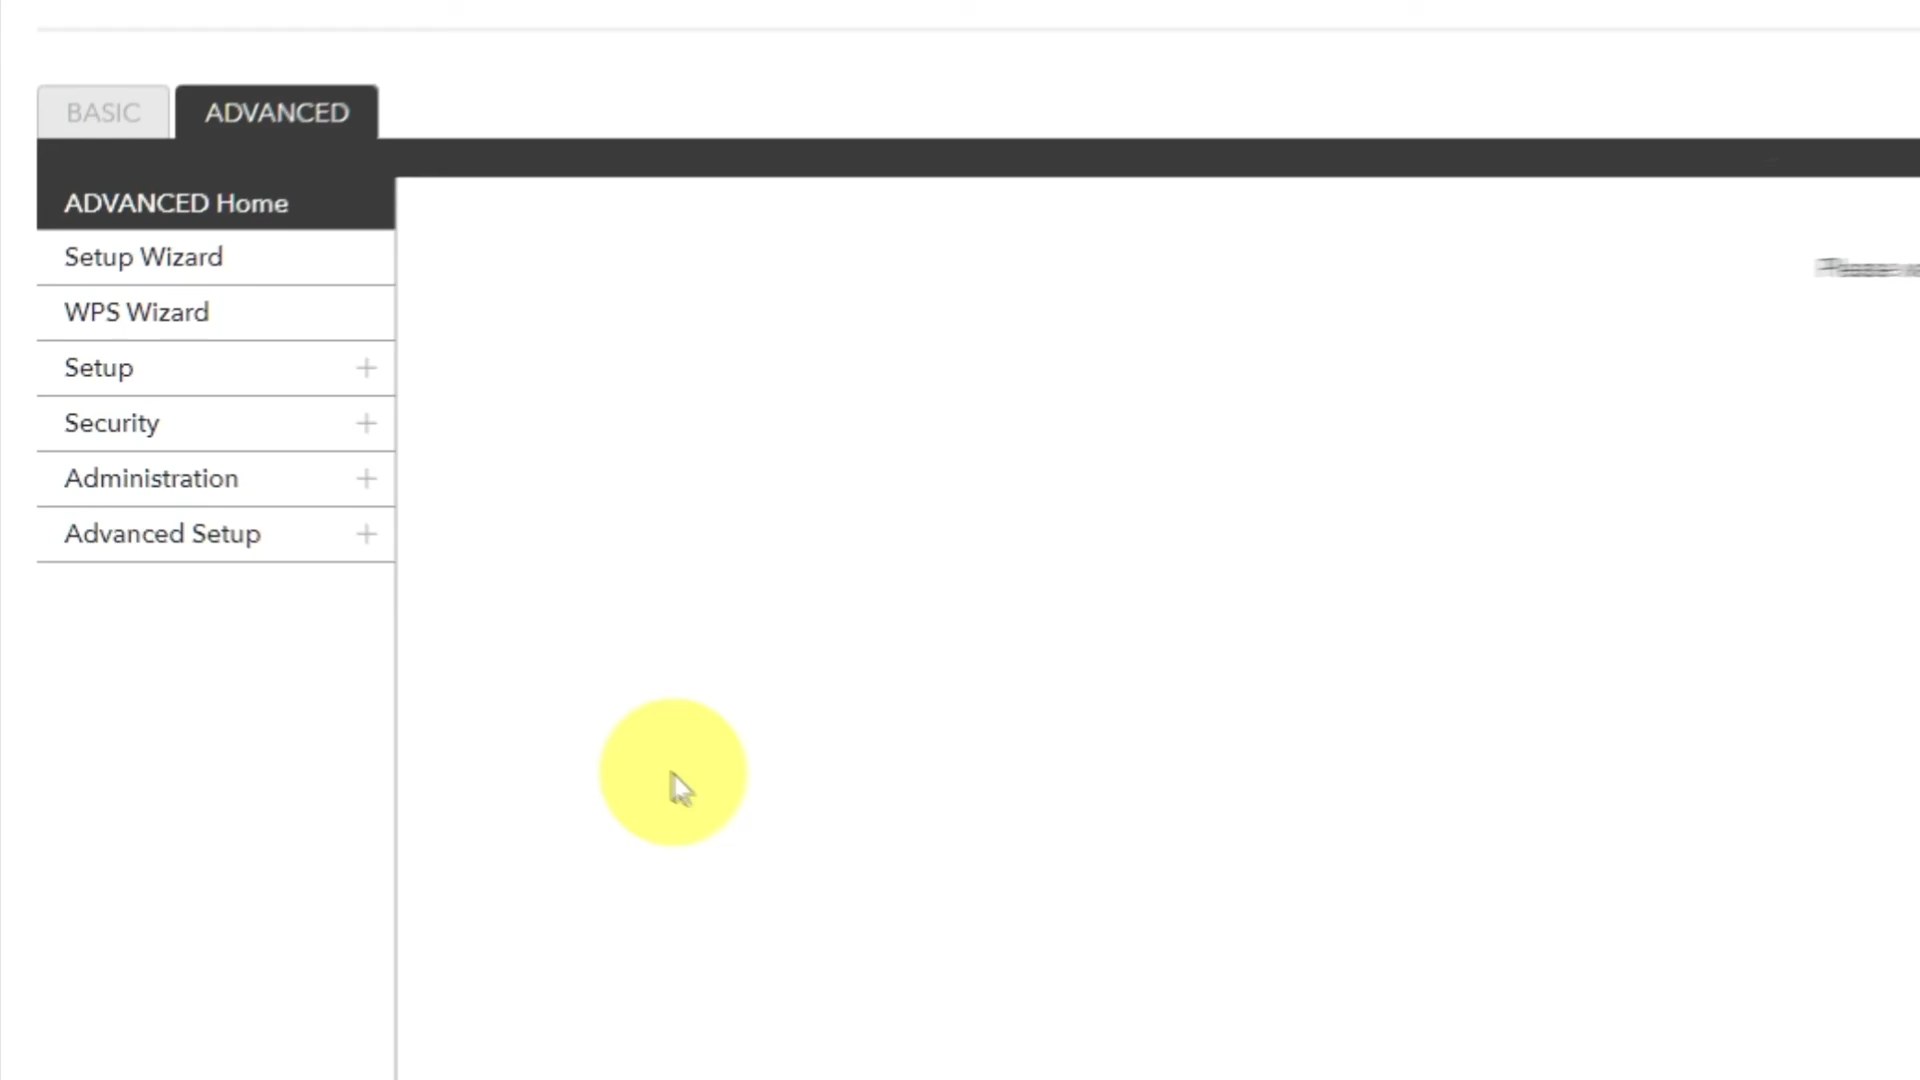 BASIC
ADVANCED
ADVANCED Home
Setup Wizard
WPS Wizard
Setup
Security
Administration
Advanced Setup